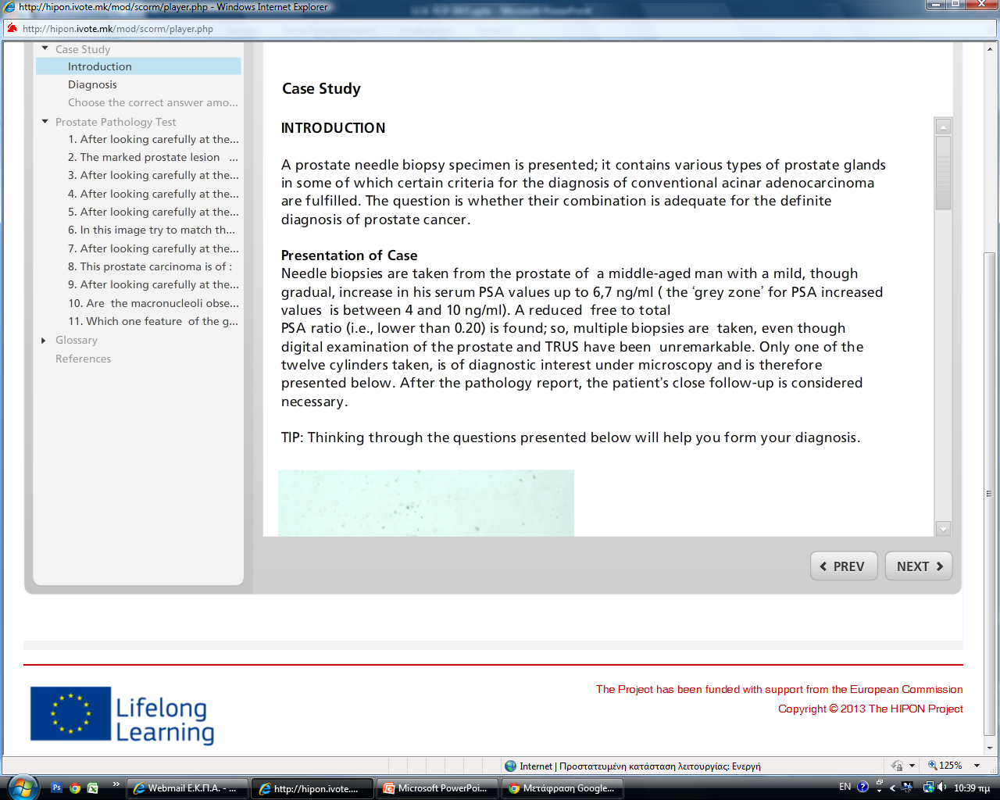 http://hipon.ivote.mk/mod/scorm/player.php - Windows Internet Explorer
http://hipon.ivote.mk/mod/scorm/player.php
Case Study
Introduction
Diagnosis
Choose the correct answer amo...
Prostate Pathology Test
1. After looking carefully at the...
2. The marked prostate lesion ...
3. After looking carefully at the...
4. After looking carefully at the...
5. After looking carefully at the...
6. In this image try to match th...
7. After looking carefully at the...
8. This prostate carcinoma is of :
9. After looking carefully at the...
10. Are the macronucleoli obse...
11. Which one feature of the g...
Glossary
References
Case Study
INTRODUCTION
A prostate needle biopsy specimen is presented; it contains various types of prostate glands
in some of which certain criteria for the diagnosis of conventional acinar adenocarcinoma
are fulfilled. The question is whether their combination is adequate for the definite
diagnosis of prostate cancer.
Presentation of Case
Needle biopsies are taken from the prostate of a middle-aged man with a mild, though
gradual, increase in his serum PSA values up to 6,7 ng/ml ( the ‘grey zone’ for PSA increased
values is between 4 and 10 ng/ml). A reduced free to total
PSA ratio (i.e., lower than 0.20) is found; so, multiple biopsies are taken, even though
digital examination of the prostate and TRUS have been unremarkable. Only one of the
twelve cylinders taken, is of diagnostic interest under microscopy and is therefore
presented below. After the pathology report, the patient’s close follow-up is considered
necessary.
TIP: Thinking through the questions presented below will help you form your diagnosis.
PREV
NEXT
Lifelong
Learning
The Project has been funded with support from the European Commission
Copyright © 2013 The HIPON Project
Internet | Προστατευμένη κατάσταση λειτουργίας: Ενεργή
125%
Ps
Webmail Ε.Κ.Π.Α. - ...
http://hipon.ivote....
Microsoft PowerPoi...
Μετάφραση Google...
EN
10:39 πμ